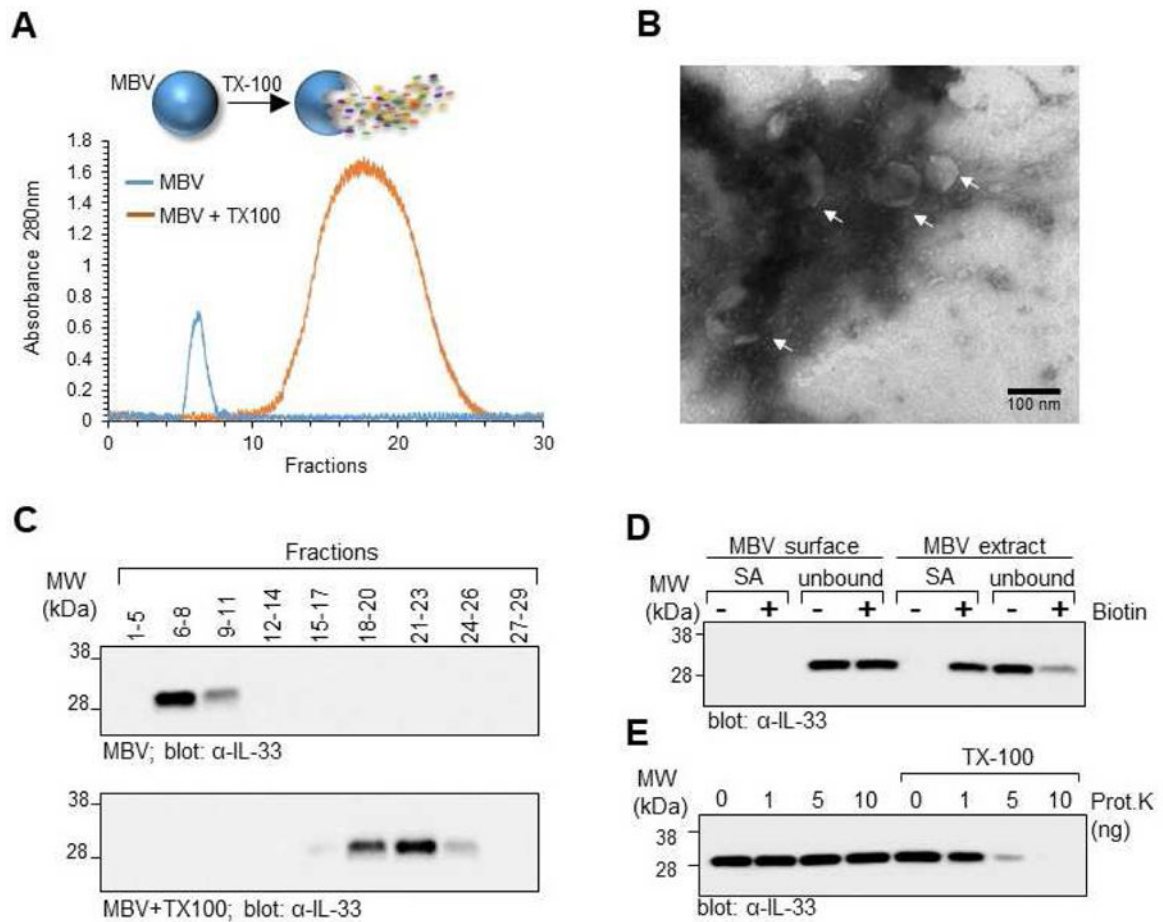 A
MBV
TX-100
1.8
1.6
1.4
1.2
1
0.8
0.6
0.4
0.2
0
Absorbance 280nm
MBV
MBV + TX100
0 10 20 30
Fractions
B
100 nm
C
Fractions
MW
(kDa)
1-5 6-8 9-11 12-14 15-17 18-20 21-23 24-26 27-29
38
28
MBV; blot: α-IL-33
38
28
MBV+TX100; blot: α-IL-33
D
MBV surface MBV extract
SA unbound SA unbound
MW
(kDa)
- + - + - + - + Biotin
38
28
blot: α-IL-33
E
TX-100
MW
(kDa)
0 1 5 10 0 1 5 10 Prot.K
(ng)
38
28
blot: α-IL-33